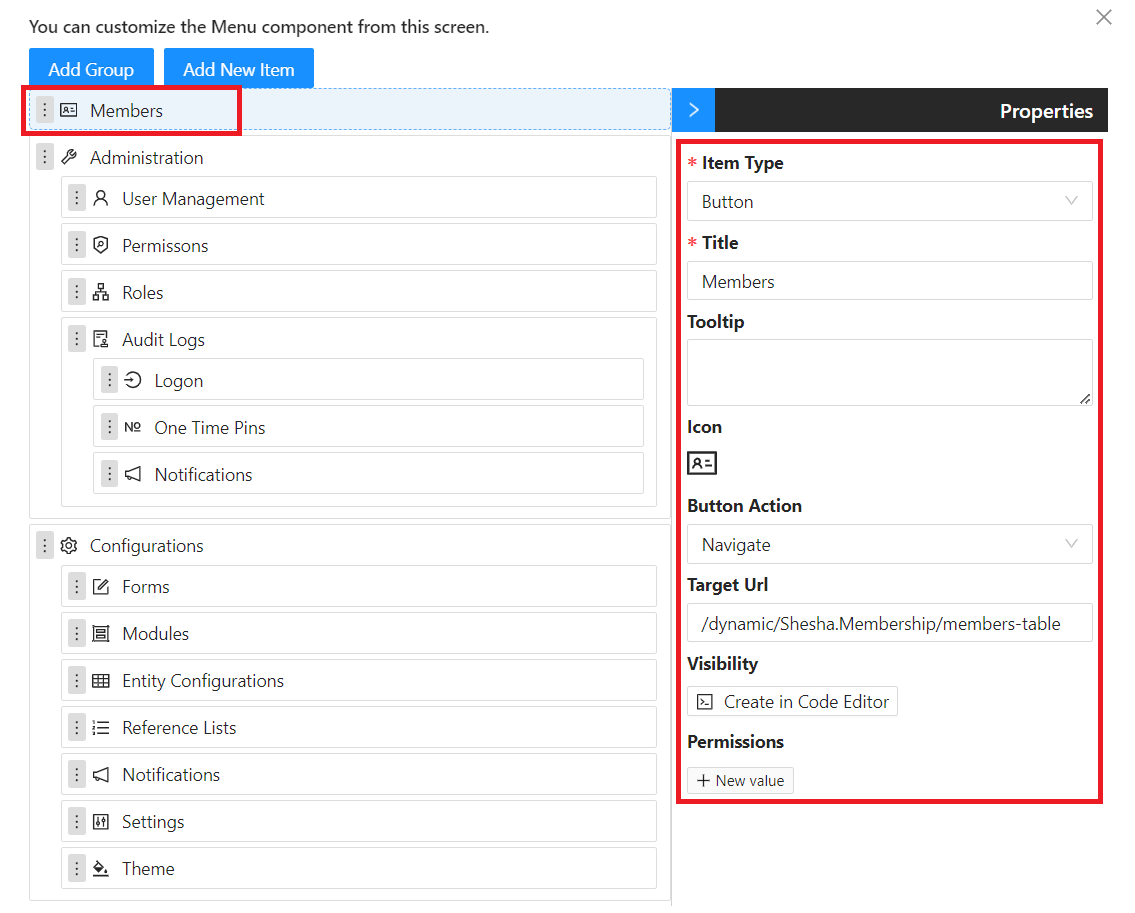 You can customize the Menu component from this screen.
Add Group
Add New Item
Members
Administration
User Management
Permissons
Roles
Audit Logs
Logon
One Time Pins
Notifications
Configurations
Forms
Modules
Entity Configurations
Reference Lists
Notifications
Settings
Theme
Properties
* Item Type
Button
* Title
Members
Tooltip
Icon
Button Action
Navigate
Target Url
/dynamic/Shesha.Membership/members-table
Visibility
Create in Code Editor
Permissions
+ New value